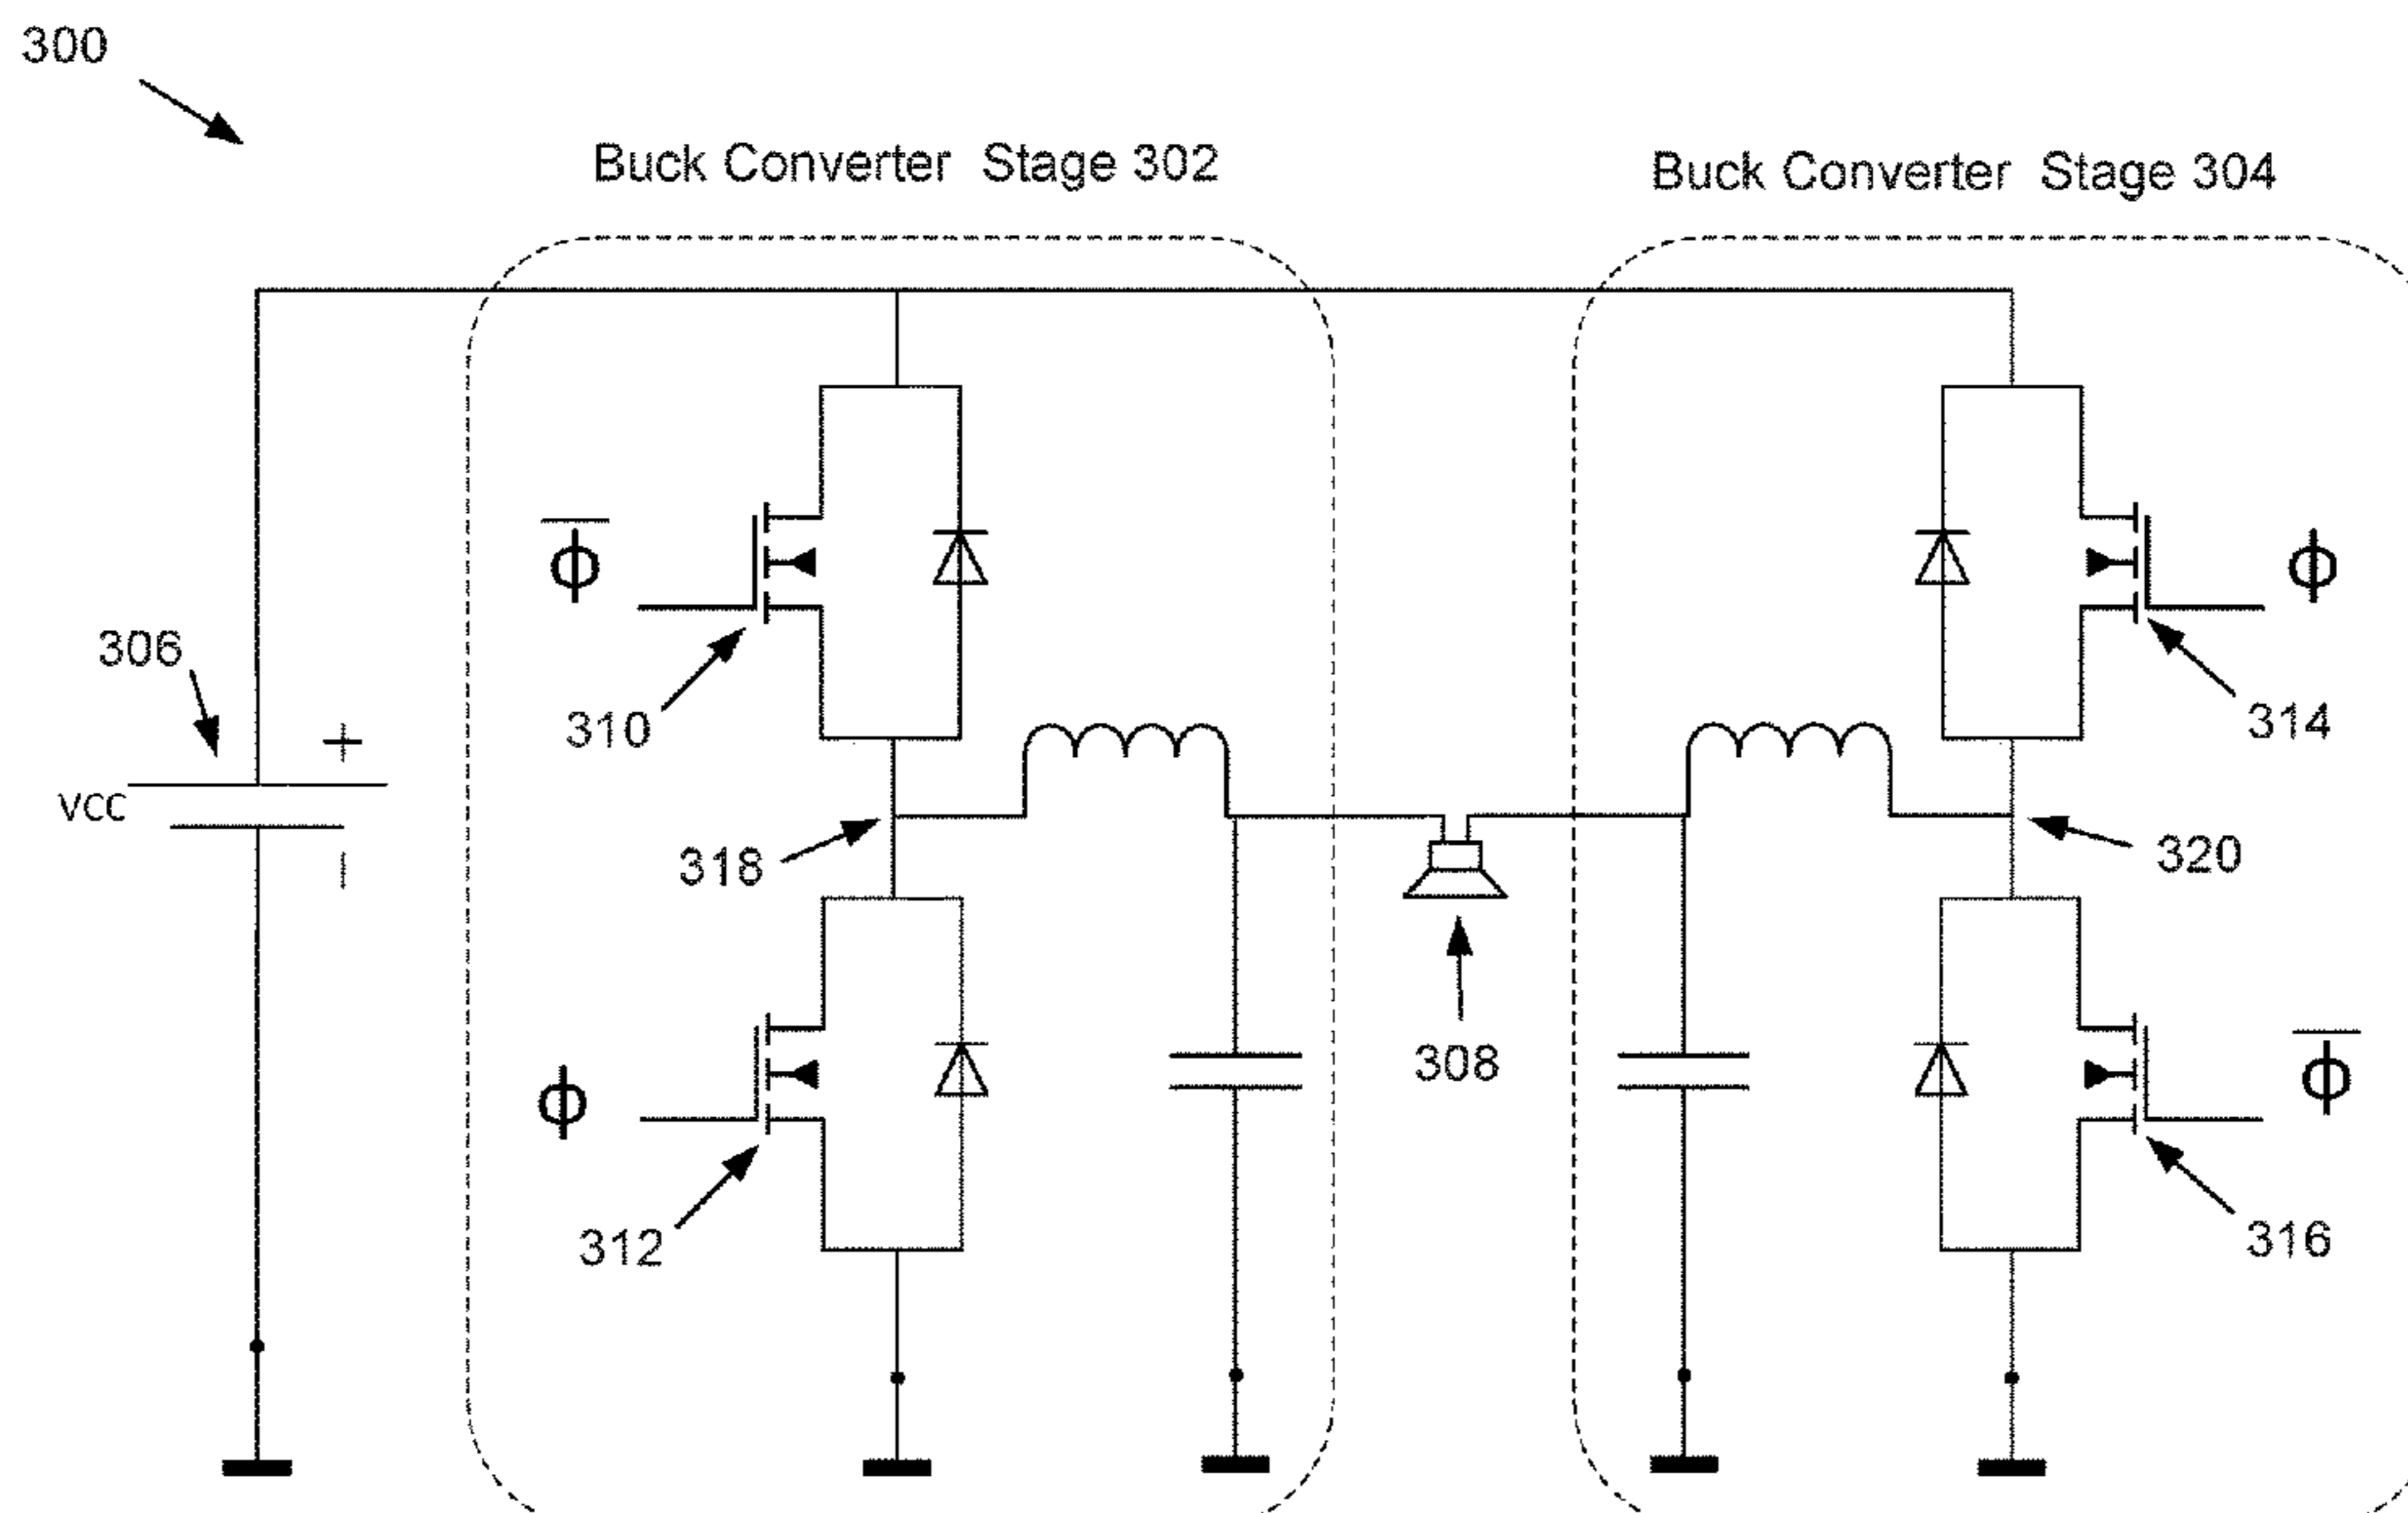 300
Buck Converter Stage 302
Buck Converter Stage 304
ϕ̅
ϕ
306
310
314
+
VCC
318
320
−
308
ϕ
ϕ̅
312
316